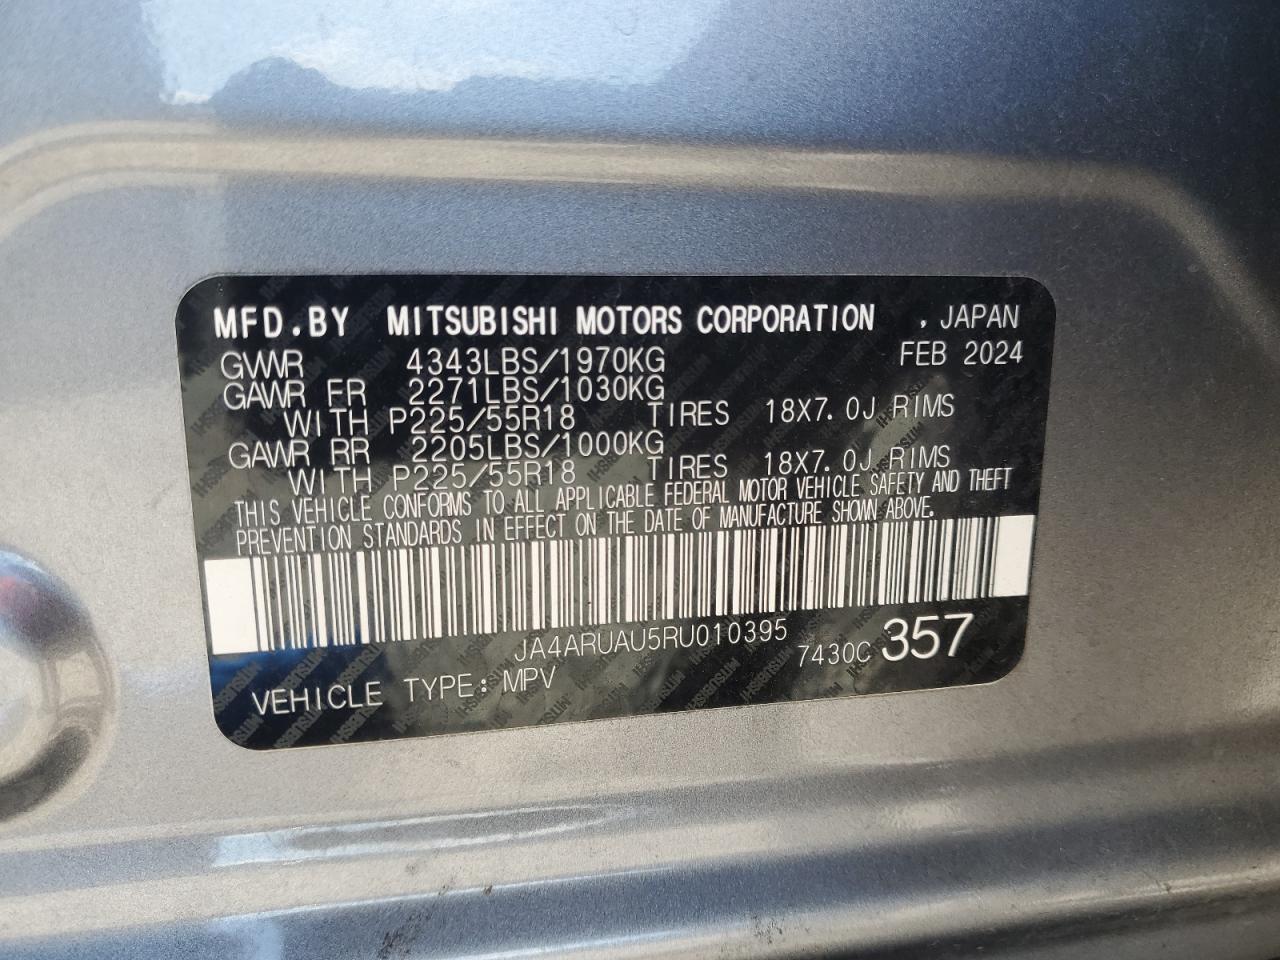 MFD.BY MITSUBISHI MOTORS CORPORATION , JAPAN
GVWR 4343LBS/1970KG FEB 2024
GAWR FR 2271LBS/1030KG
WITH P225/55R18 TIRES 18X7.0J RIMS
GAWR RR 2205LBS/1000KG
WITH P225/55R18 TIRES 18X7.0J RIMS
THIS VEHICLE CONFORMS TO ALL APPLICABLE FEDERAL MOTOR VEHICLE SAFETY AND THEFT
PREVENTION STANDARDS IN EFFECT ON THE DATE OF MANUFACTURE SHOWN ABOVE.
JA4ARUAU5RU010395 7430C 357
VEHICLE TYPE: MPV